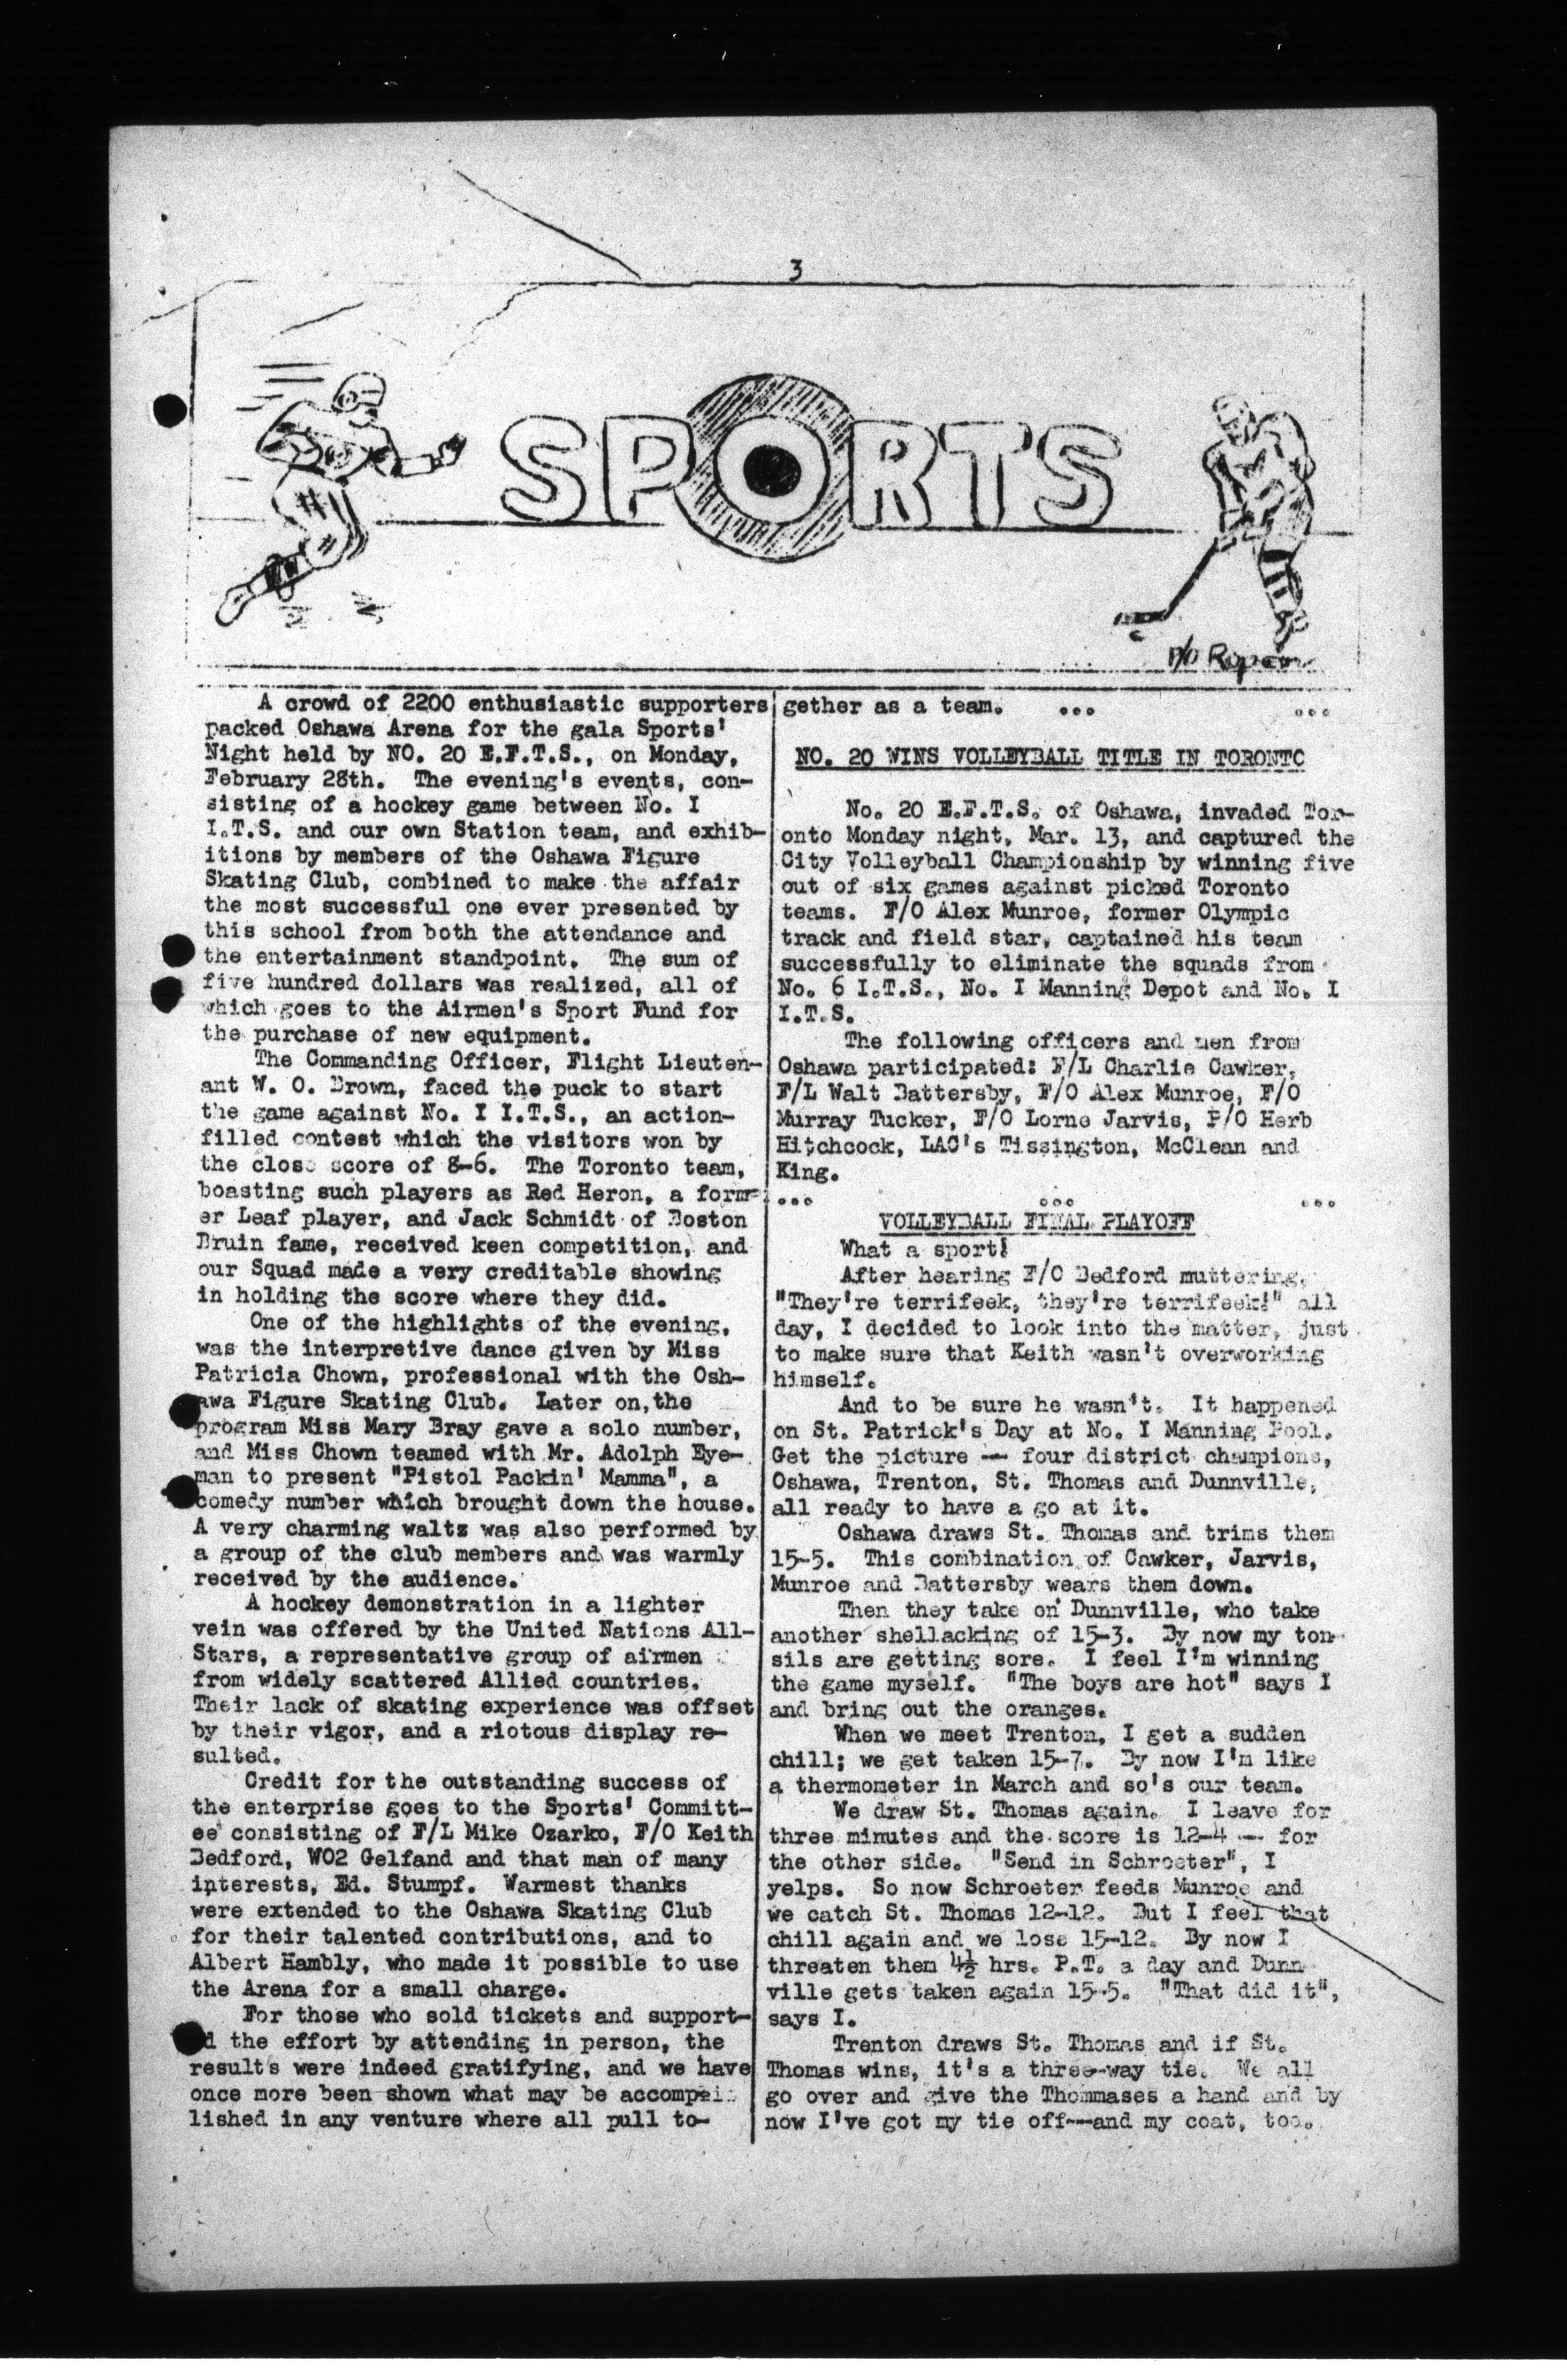 3
SPORTS
A crowd of 2200 enthusiastic supporters
packed Oshawa Arena for the gala Sports'
Night held by NO. 20 E.F.T.S., on Monday,
February 28th. The evening's events, con-
sisting of a hockey game between No. I
I.T.S. and our own Station team, and exhib-
itions by members of the Oshawa Figure
Skating Club, combined to make the affair
the most successful one ever presented by
this school from both the attendance and
the entertainment standpoint. The sum of
five hundred dollars was realized, all of
which goes to the Airmen's Sport Fund for
the purchase of new equipment.
The Commanding Officer, Flight Lieuten-
ant W. O. Brown, faced the puck to start
the game against No. I I.T.S., an action-
filled contest which the visitors won by
the close score of 8-6. The Toronto team,
boasting such players as Red Heron, a form-
er Leaf player, and Jack Schmidt of Boston
Bruin fame, received keen competition, and
our Squad made a very creditable showing
in holding the score where they did.
One of the highlights of the evening,
was the interpretive dance given by Miss
Patricia Chown, professional with the Osh-
awa Figure Skating Club. Later on,the
program Miss Mary Bray gave a solo number,
and Miss Chown teamed with Mr. Adolph Eye-
man to present "Pistol Packin' Mamma", a
comedy number which brought down the house.
A very charming waltz was also performed by
a group of the club members and was warmly
received by the audience.
A hockey demonstration in a lighter
vein was offered by the United Nations All-
Stars, a representative group of airmen
from widely scattered Allied countries.
Their lack of skating experience was offset
by their vigor, and a riotous display re-
sulted.
Credit for the outstanding success of
the enterprise goes to the Sports' Committ-
ee consisting of F/L Mike Ozarko, F/O Keith
Bedford, WO2 Gelfand and that man of many
interests, Ed. Stumpf. Warmest thanks
were extended to the Oshawa Skating Club
for their talented contributions, and to
Albert Hambly, who made it possible to use
the Arena for a small charge.
For those who sold tickets and support-
ed the effort by attending in person, the
results were indeed gratifying, and we have
once more been shown what may be accomp
lished in any venture where all pull to-
gether as a team. ... ...
NO. 20 WINS VOLLEYBALL TITLE IN TORONTO
No. 20 E.F.T.S. of Oshawa, invaded Tor-
onto Monday night, Mar. 13, and captured the
City Volleyball Championship by winning five
out of six games against picked Toronto
teams. F/O Alex Munroe, former Olympic
track and field star, captained his team
successfully to eliminate the squads from
No. 6 I.T.S., No. I Manning Depot and No. I
I.T.S.
The following officers and men from
Oshawa participated: F/L Charlie Cawker,
F/L Walt Battersby, F/O Alex Munroe, F/O
Murray Tucker, F/O Lorne Jarvis, P/O Herb
Hitchcock, LAC's Tissington, McClean and
King.
... ... ...
VOLLEYBALL FINAL PLAYOFF
What a sport!
After hearing F/O Bedford muttering,
"They're terrifeek, they're terrifeek!" all
day, I decided to look into the matter, just
to make sure that Keith wasn't overworking
himself.
And to be sure he wasn't. It happened
on St. Patrick's Day at No. I Manning Pool.
Get the picture -- four district champions,
Oshawa, Trenton, St. Thomas and Dunnville,
all ready to have a go at it.
Oshawa draws St. Thomas and trims them
15-5. This combination of Cawker, Jarvis,
Munroe and Battersby wears them down.
Then they take on Dunnville, who take
another shellacking of 15-3. By now my ton-
sils are getting sore. I feel I'm winning
the game myself. "The boys are hot" says I
and bring out the oranges.
When we meet Trenton, I get a sudden
chill; we get taken 15-7. By now I'm like
a thermometer in March and so's our team.
We draw St. Thomas again. I leave for
three minutes and the score is 12-4 -- for
the other side. "Send in Schroeter", I
yelps. So now Schroeter feeds Munroe and
we catch St. Thomas 12-12. But I feel that
chill again and we lose 15-12. By now I
threaten them 4½ hrs. P.T. a day and Dunn
ville gets taken again 15-5. "That did it",
says I.
Trenton draws St. Thomas and if St.
Thomas wins, it's a three-way tie. We all
go over and give the Thommases a hand and by
now I've got my tie off--and my coat, too.